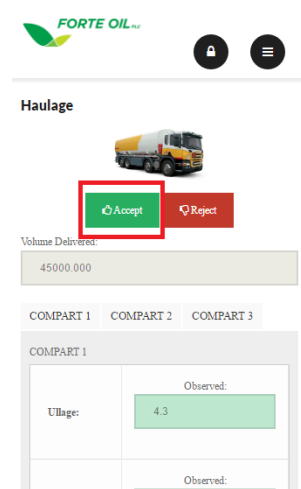 FORTE OIL PLC
Haulage
Accept
Reject
Volume Delivered:
45000.000
COMPART 1
COMPART 2
COMPART 3
COMPART 1
Observed:
Ullage:
4.3
Observed: